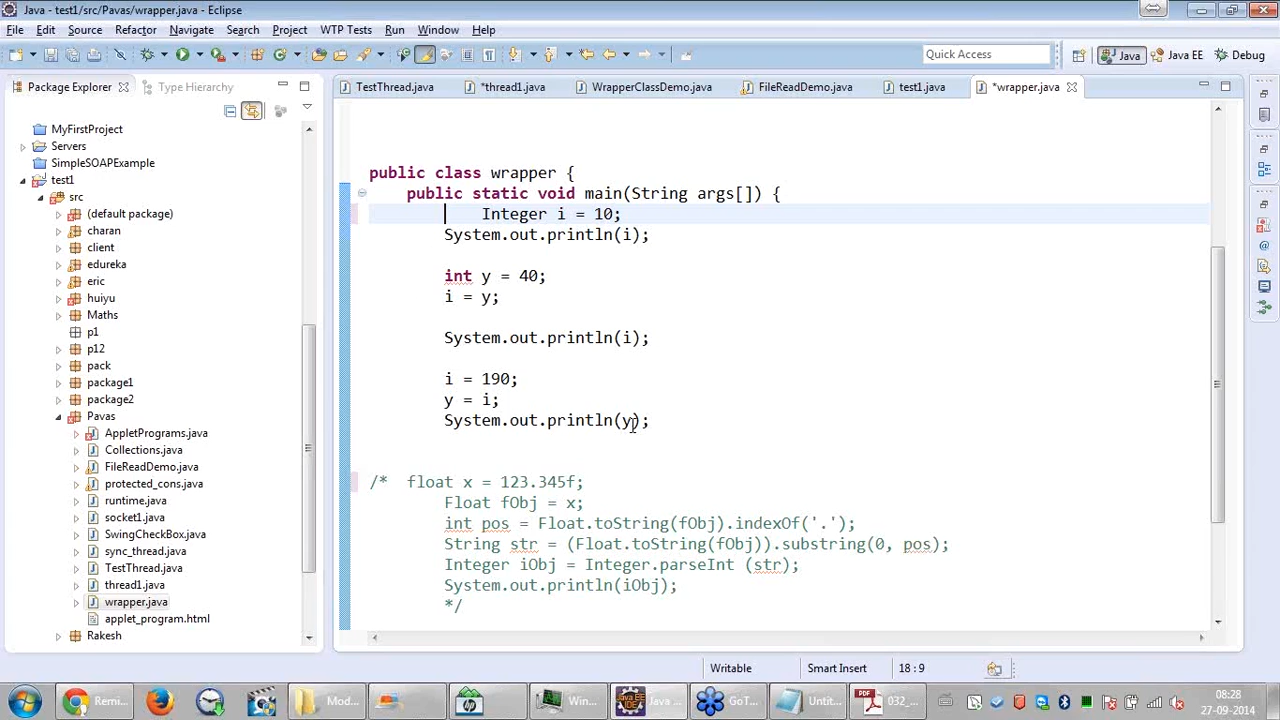 Java - test1/src/Pavas/wrapper.java - Eclipse
File Edit Source Refactor Navigate Search Project WTP Tests Run Window Help
Quick Access
Java
Java EE
Debug
Package Explorer
Type Hierarchy
MyFirstProject
Servers
SimpleSOAPExample
test1
src
(default package)
charan
client
edureka
eric
huiyu
Maths
p1
p12
pack
package1
package2
Pavas
AppletPrograms.java
Collections.java
FileReadDemo.java
protected_cons.java
runtime.java
socket1.java
SwingCheckBox.java
sync_thread.java
TestThread.java
thread1.java
wrapper.java
applet_program.html
Rakesh
TestThread.java
*thread1.java
WrapperClassDemo.java
FileReadDemo.java
test1.java
*wrapper.java
public class wrapper {
public static void main(String args[]) {
Integer i = 10;
System.out.println(i);
int y = 40;
i = y;
System.out.println(i);
i = 190;
y = i;
System.out.println(y);
/* float x = 123.345f;
Float fObj = x;
int pos = Float.toString(fObj).indexOf('.');
String str = (Float.toString(fObj)).substring(0, pos);
Integer iObj = Integer.parseInt (str);
System.out.println(iObj);
*/
Writable
Smart Insert
18 : 9
Remi...
Mod...
Win...
Java ...
GoT...
Untit...
032_...
08:28
27-09-2014